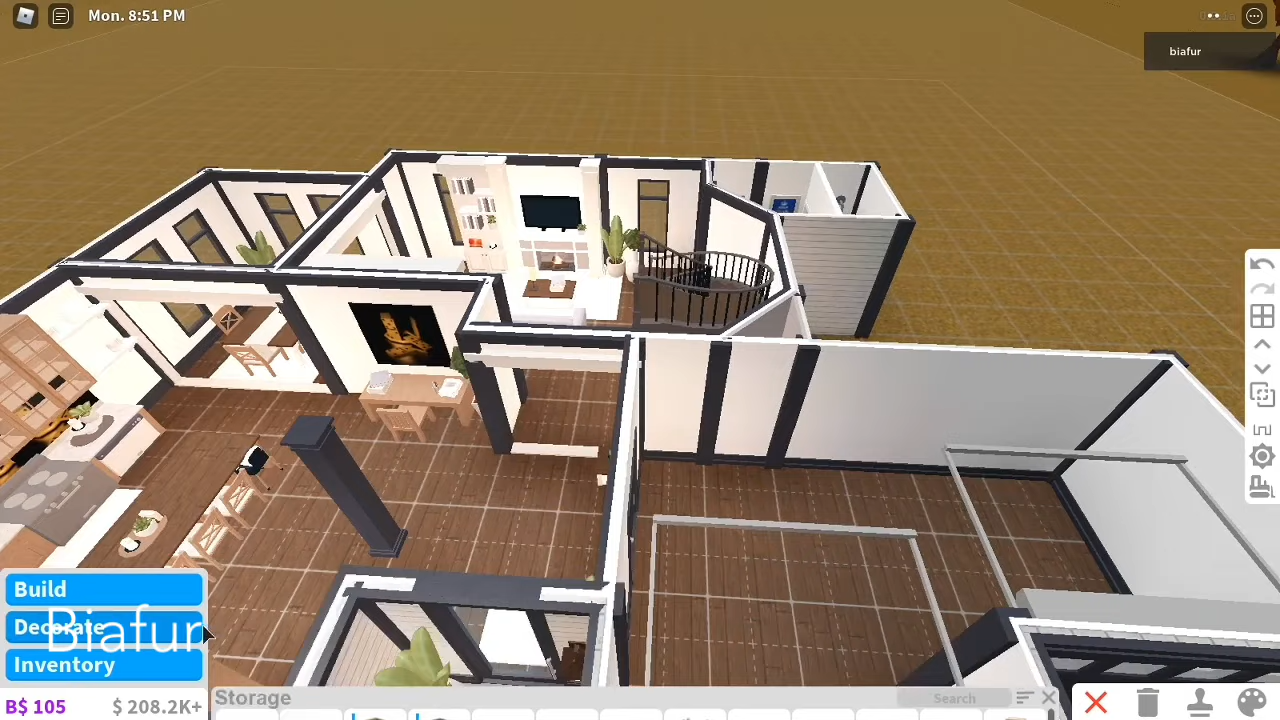 Mon. 8:51 PM
biafur
Build
Decorate
Biafur
Inventory
B$ 105
$ 208.2K+
Storage
Search